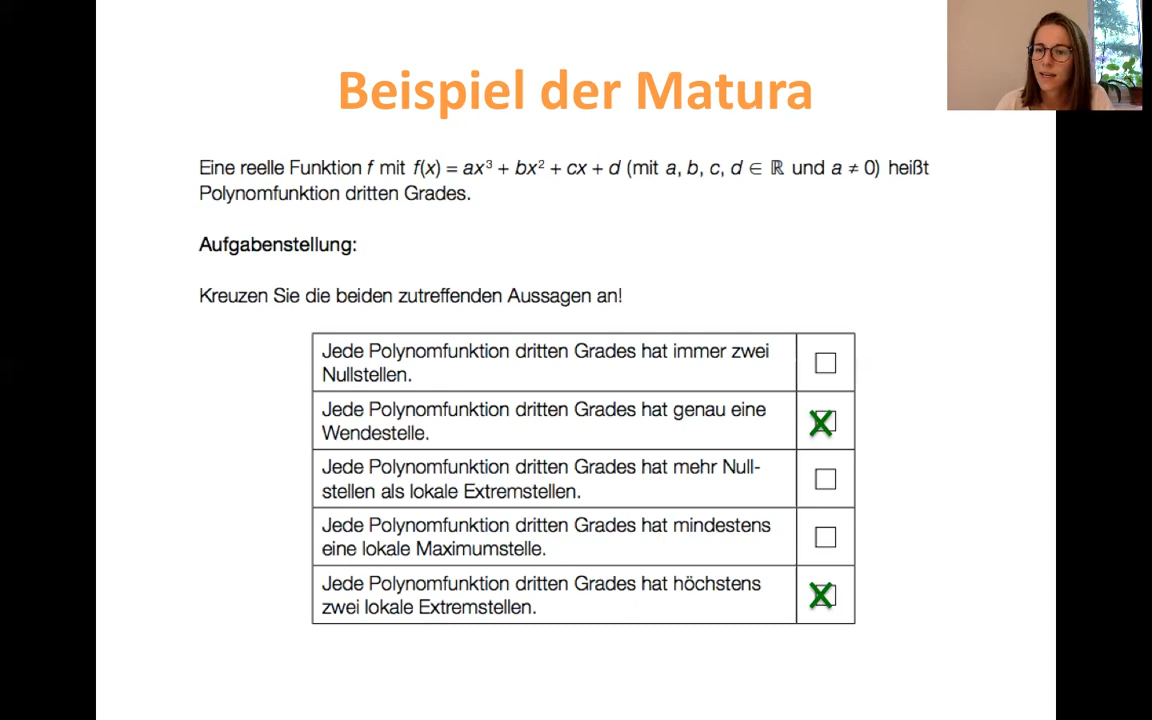 Beispiel der Matura
Eine reelle Funktion f mit f(x) = ax³ + bx² + cx + d (mit a, b, c, d ∈ ℝ und a ≠ 0) heißt
Polynomfunktion dritten Grades.
Aufgabenstellung:
Kreuzen Sie die beiden zutreffenden Aussagen an!
Jede Polynomfunktion dritten Grades hat immer zwei
Nullstellen.
Jede Polynomfunktion dritten Grades hat genau eine
Wendestelle.
Jede Polynomfunktion dritten Grades hat mehr Null-
stellen als lokale Extremstellen.
Jede Polynomfunktion dritten Grades hat mindestens
eine lokale Maximumstelle.
Jede Polynomfunktion dritten Grades hat höchstens
zwei lokale Extremstellen.